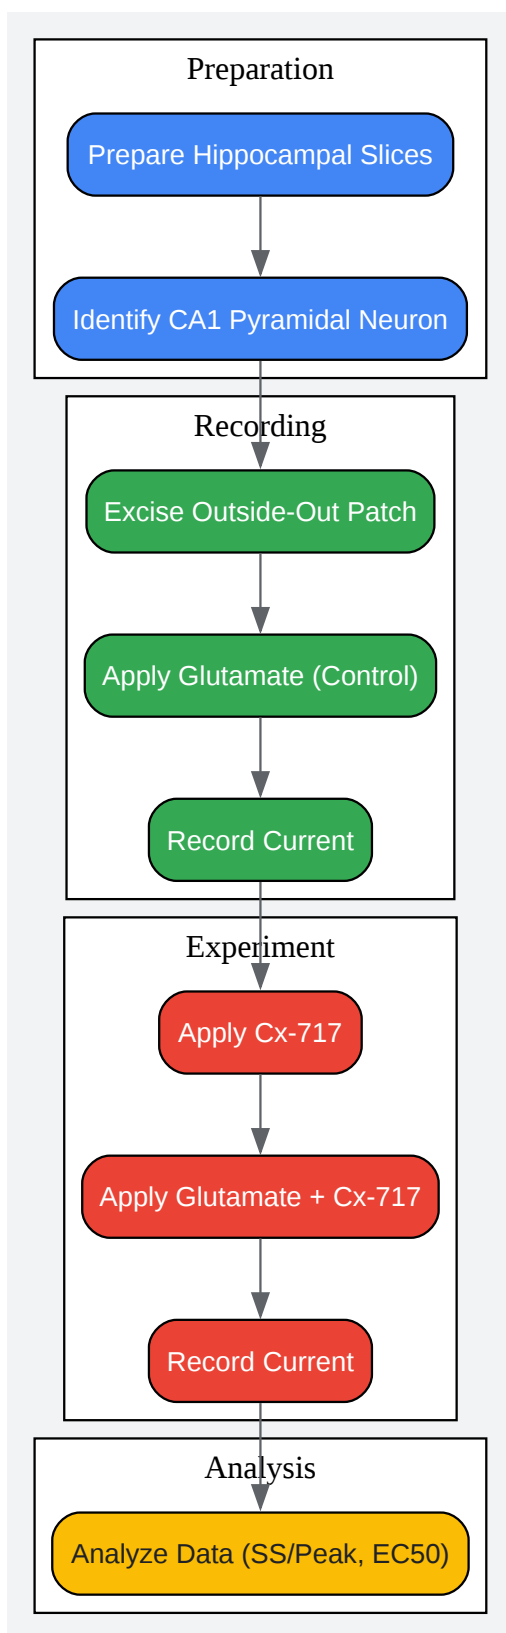 Preparation
Prepare Hippocampal Slices
Identify CA1 Pyramidal Neuron
Recording
Excise Outside-Out Patch
Apply Glutamate (Control)
Record Current
Experiment
Apply Cx-717
Apply Glutamate + Cx-717
Record Current
Analysis
Analyze Data (SS/Peak, EC50)